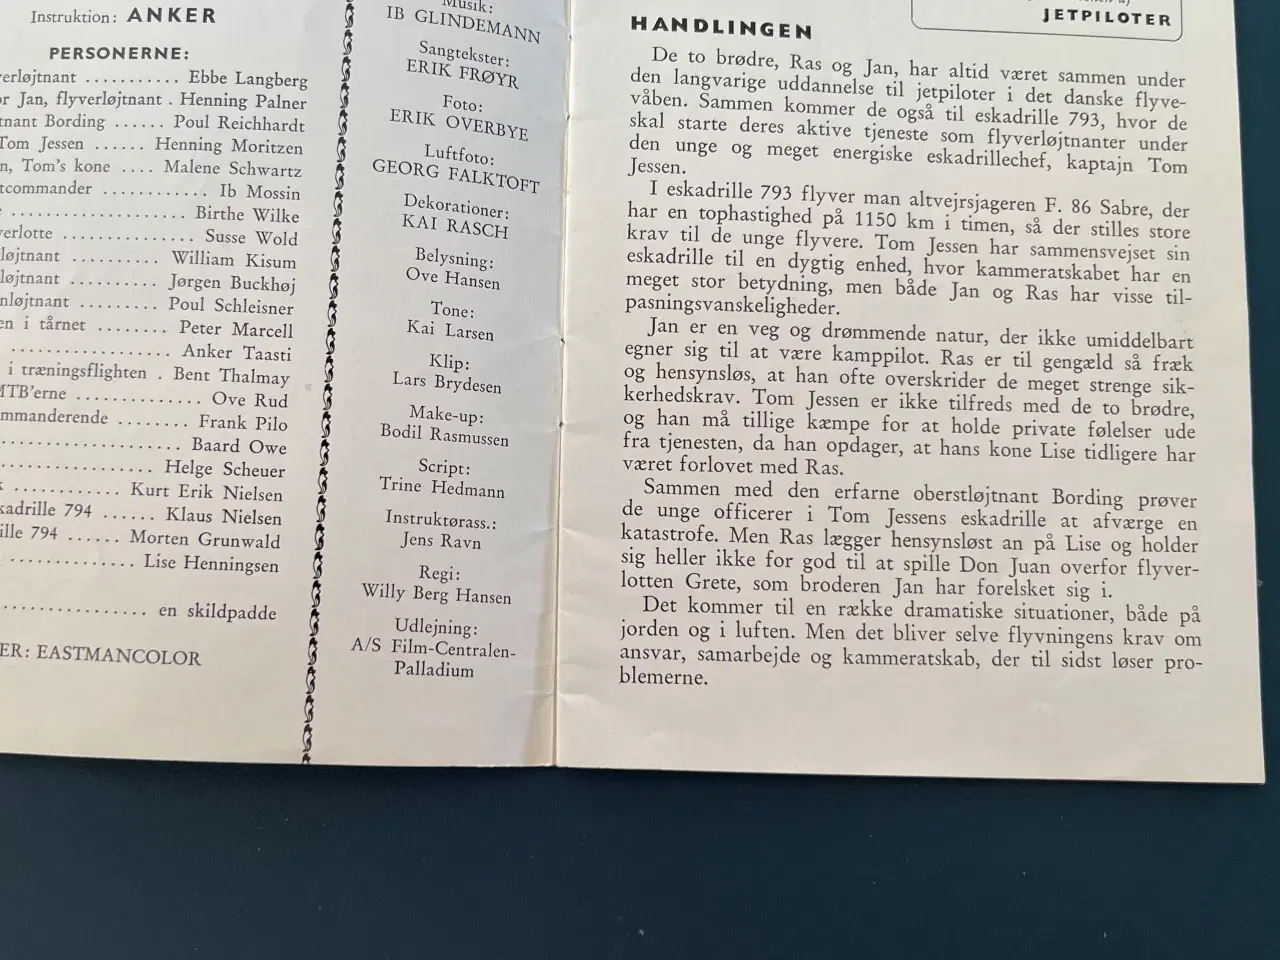 Instruktion: ANKER
PERSONERNE:
verløjtnant ........... Ebbe Langberg
or Jan, flyverløjtnant . Henning Palner
tnant Bording ...... Poul Reichhardt
Tom Jessen ...... Henning Moritzen
n, Tom's kone .... Malene Schwartz
tcommander ............ Ib Mossin
..................... Birthe Wilke
verlotte ............... Susse Wold
løjtnant ........... William Kisum
løjtnant ........... Jørgen Buckhøj
nløjtnant ......... Poul Schleisner
en i tårnet ........ Peter Marcell
................... Anker Taasti
i træningsflighten . Bent Thalmay
MTB'erne .............. Ove Rud
mmanderende ........ Frank Pilo
..................... Baard Owe
................. Helge Scheuer
............ Kurt Erik Nielsen
kadrille 794 ...... Klaus Nielsen
ille 794 ...... Morten Grunwald
............... Lise Henningsen
................. en skildpadde
ER: EASTMANCOLOR
Musik:
IB GLINDEMANN
Sangtekster:
ERIK FRØYR
Foto:
ERIK OVERBYE
Luftfoto:
GEORG FALKTOFT
Dekorationer:
KAI RASCH
Belysning:
Ove Hansen
Tone:
Kai Larsen
Klip:
Lars Brydesen
Make-up:
Bodil Rasmussen
Script:
Trine Hedmann
Instruktørass.:
Jens Ravn
Regi:
Willy Berg Hansen
Udlejning:
A/S Film-Centralen-
Palladium
JETPILOTER
HANDLINGEN
De to brødre, Ras og Jan, har altid været sammen under
den langvarige uddannelse til jetpiloter i det danske flyve-
våben. Sammen kommer de også til eskadrille 793, hvor de
skal starte deres aktive tjeneste som flyverløjtnanter under
den unge og meget energiske eskadrillechef, kaptajn Tom
Jessen.
I eskadrille 793 flyver man altvejrsjageren F. 86 Sabre, der
har en tophastighed på 1150 km i timen, så der stilles store
krav til de unge flyvere. Tom Jessen har sammensvejset sin
eskadrille til en dygtig enhed, hvor kammeratskabet har en
meget stor betydning, men både Jan og Ras har visse til-
pasningsvanskeligheder.
Jan er en veg og drømmende natur, der ikke umiddelbart
egner sig til at være kamppilot. Ras er til gengæld så fræk
og hensynsløs, at han ofte overskrider de meget strenge sik-
kerhedskrav. Tom Jessen er ikke tilfreds med de to brødre,
og han må tillige kæmpe for at holde private følelser ude
fra tjenesten, da han opdager, at hans kone Lise tidligere har
været forlovet med Ras.
Sammen med den erfarne oberstløjtnant Bording prøver
de unge officerer i Tom Jessens eskadrille at afværge en
katastrofe. Men Ras lægger hensynsløst an på Lise og holder
sig heller ikke for god til at spille Don Juan overfor flyver-
lotten Grete, som broderen Jan har forelsket sig i.
Det kommer til en række dramatiske situationer, både på
jorden og i luften. Men det bliver selve flyvningens krav om
ansvar, samarbejde og kammeratskab, der til sidst løser pro-
blemerne.